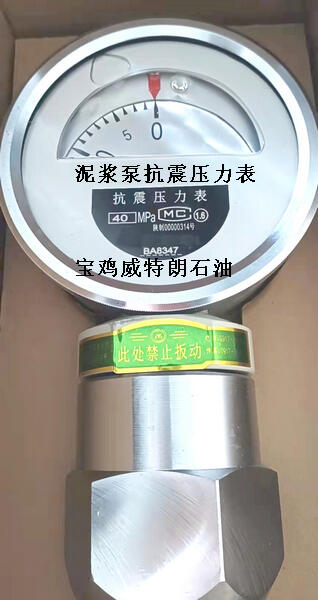 5 0
泥浆泵抗震压力表
抗震压力表
40 MPa MC 1.6
陕制00000314号
BA8347
宝鸡威特朗石油
此处禁止扳动